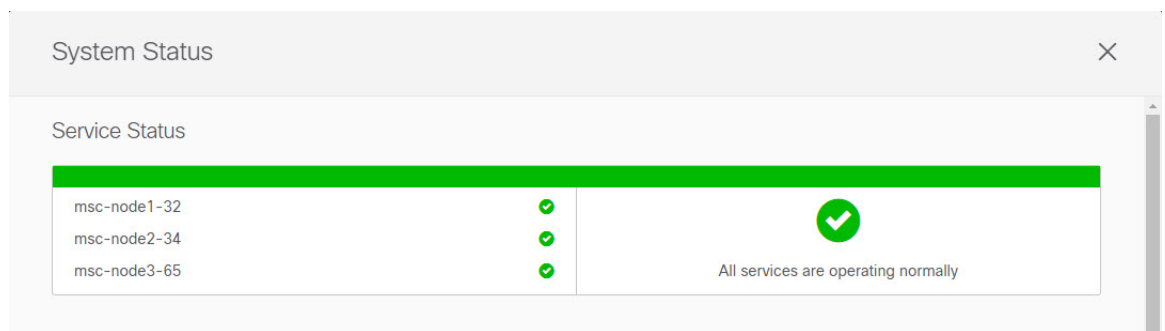 System Status
Service Status
msc-node1-32
msc-node2-34
msc-node3-65
All services are operating normally